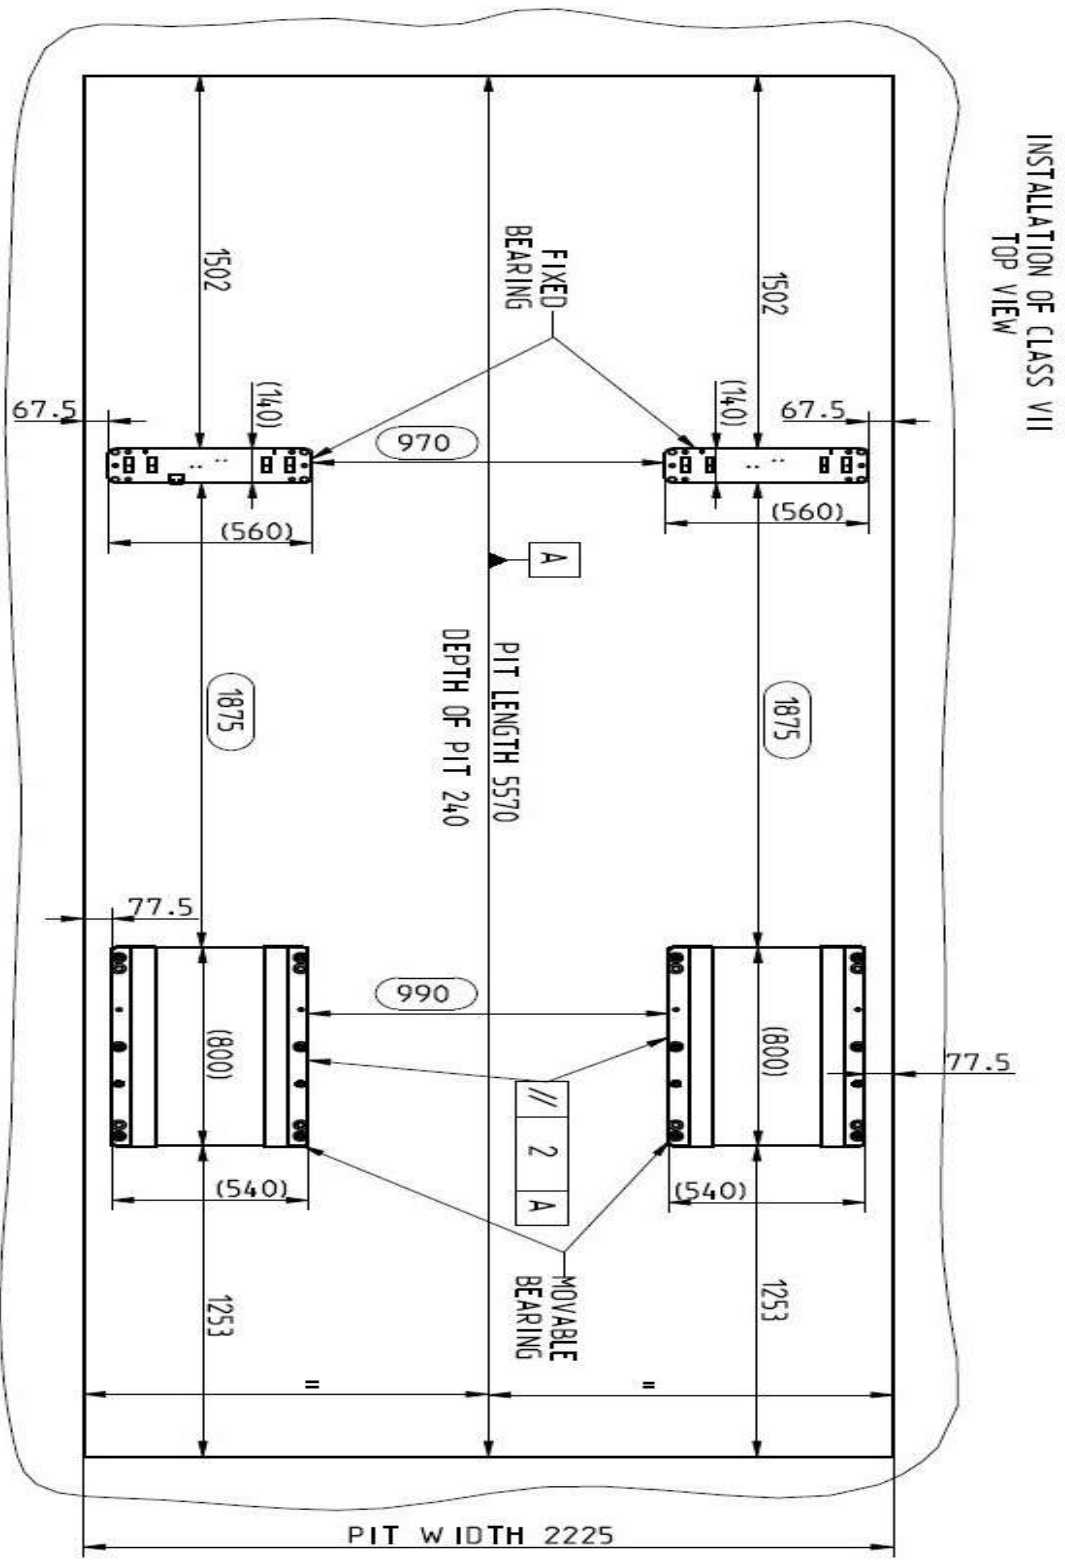 INSTALLATION OF CLASS VII
TOP VIEW
1502
1502
FIXED
BEARING
67.5
(140)
970
(140)
67.5
(560)
(560)
A
1875
1875
PIT LENGTH 5570
DEPTH OF PIT 240
77.5
990
(800)
(800)
77.5
// 2 A
(540)
(540)
MOVABLE
BEARING
1253
1253
=
=
PIT WIDTH 2225